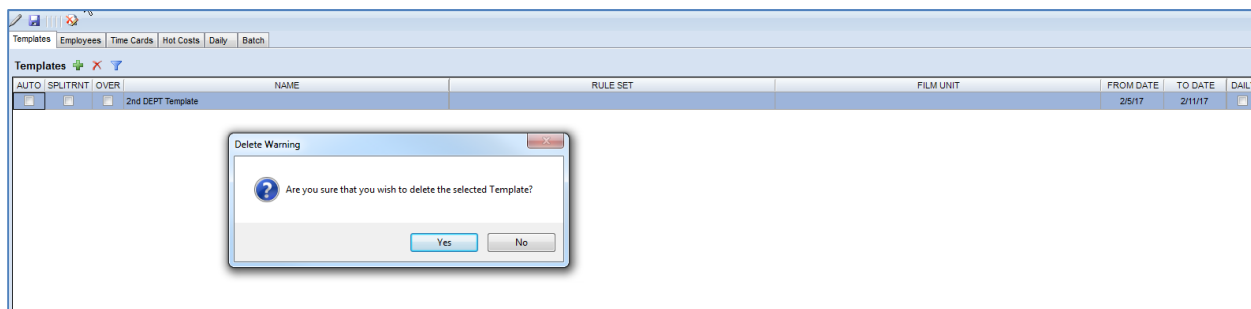 Templates Employees Time Cards Hot Costs Daily Batch
Templates
AUTO SPLITRNT OVER NAME RULE SET FILM UNIT FROM DATE TO DATE DAIL
2nd DEPT Template 2/5/17 2/11/17
Delete Warning
Are you sure that you wish to delete the selected Template?
Yes No